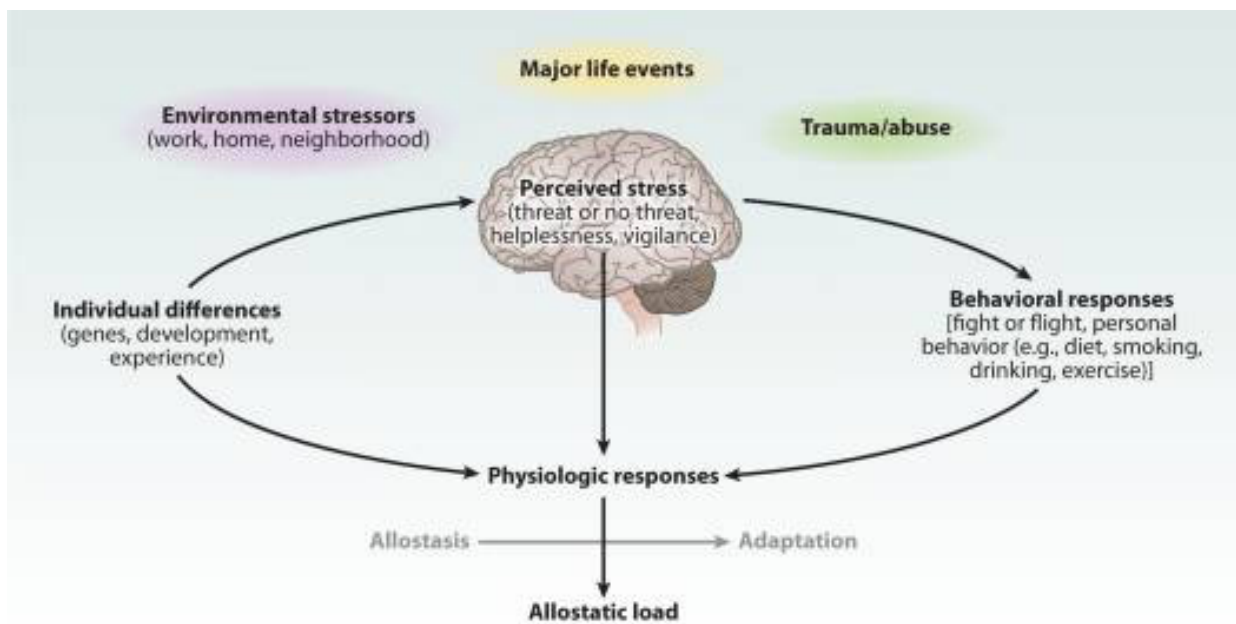 Major life events
Environmental stressors
(work, home, neighborhood)
Trauma/abuse
Perceived stress
(threat or no threat,
helplessness, vigilance)
Individual differences
(genes, development,
experience)
Behavioral responses
[fight or flight, personal
behavior (e.g., diet, smoking,
drinking, exercise)]
Physiologic responses
Allostasis
Adaptation
Allostatic load